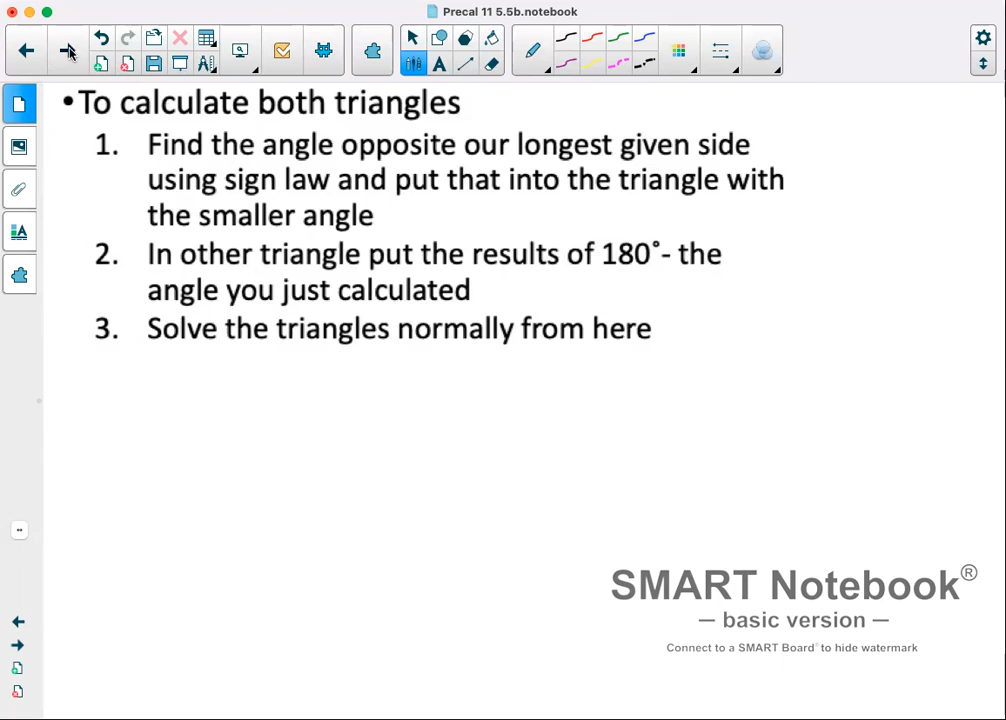 Precal 11 5.5b.notebook
•To calculate both triangles
1. Find the angle opposite our longest given side
using sign law and put that into the triangle with
the smaller angle
2. In other triangle put the results of 180˚- the
angle you just calculated
3. Solve the triangles normally from here
SMART Notebook®
— basic version —
Connect to a SMART Board® to hide watermark